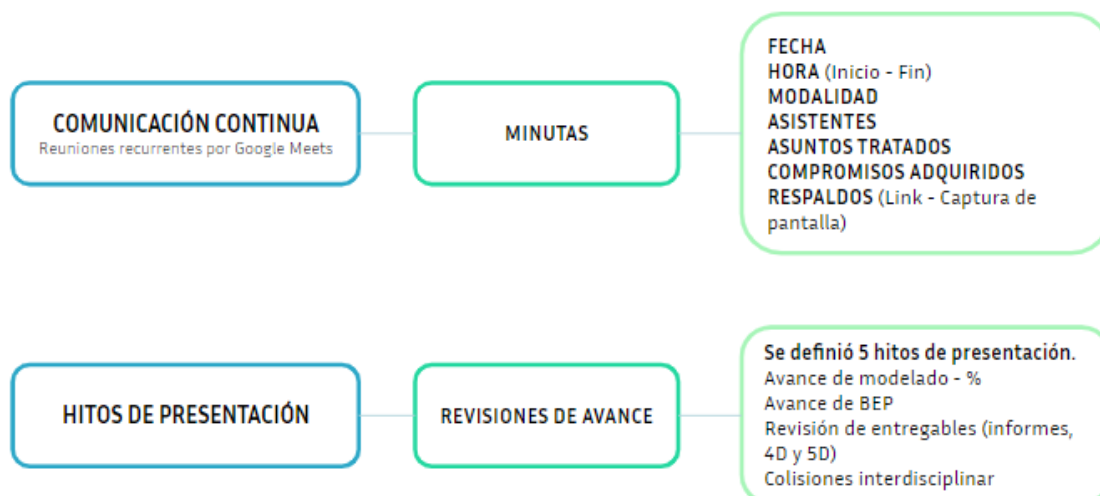 COMUNICACIÓN CONTINUA
Reuniones recurrentes por Google Meets
MINUTAS
FECHA
HORA (Inicio - Fin)
MODALIDAD
ASISTENTES
ASUNTOS TRATADOS
COMPROMISOS ADQUIRIDOS
RESPALDOS (Link - Captura de
pantalla)
HITOS DE PRESENTACIÓN
REVISIONES DE AVANCE
Se definió 5 hitos de presentación.
Avance de modelado - %
Avance de BEP
Revisión de entregables (informes,
4D y 5D)
Colisiones interdisciplinar